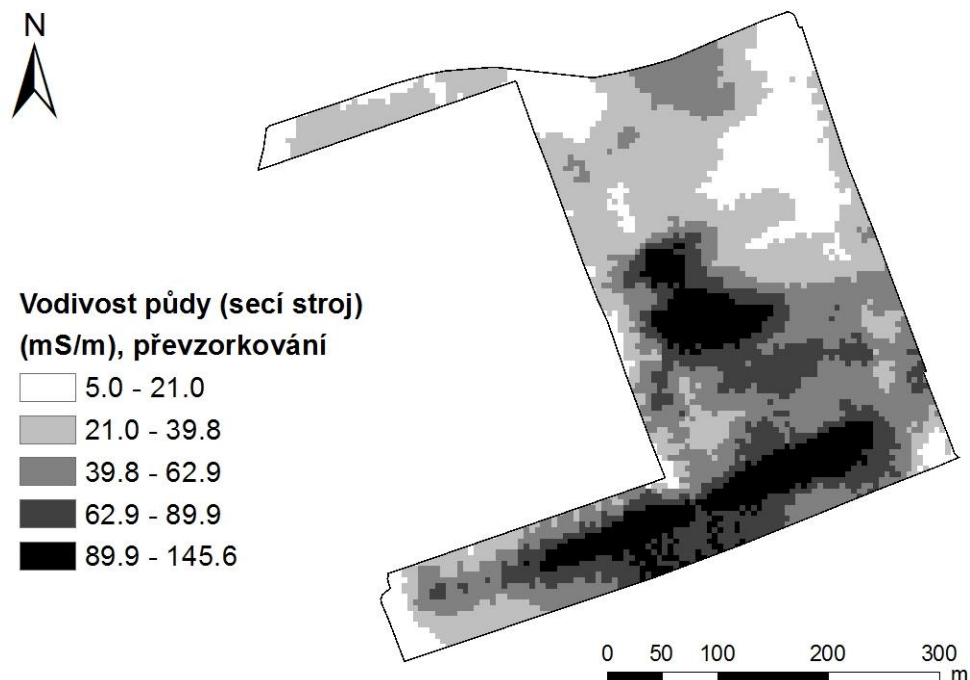 N
Vodivost půdy (secí stroj)
(mS/m), převzorkování
5.0 - 21.0
21.0 - 39.8
39.8 - 62.9
62.9 - 89.9
89.9 - 145.6
0 50 100 200 300
m